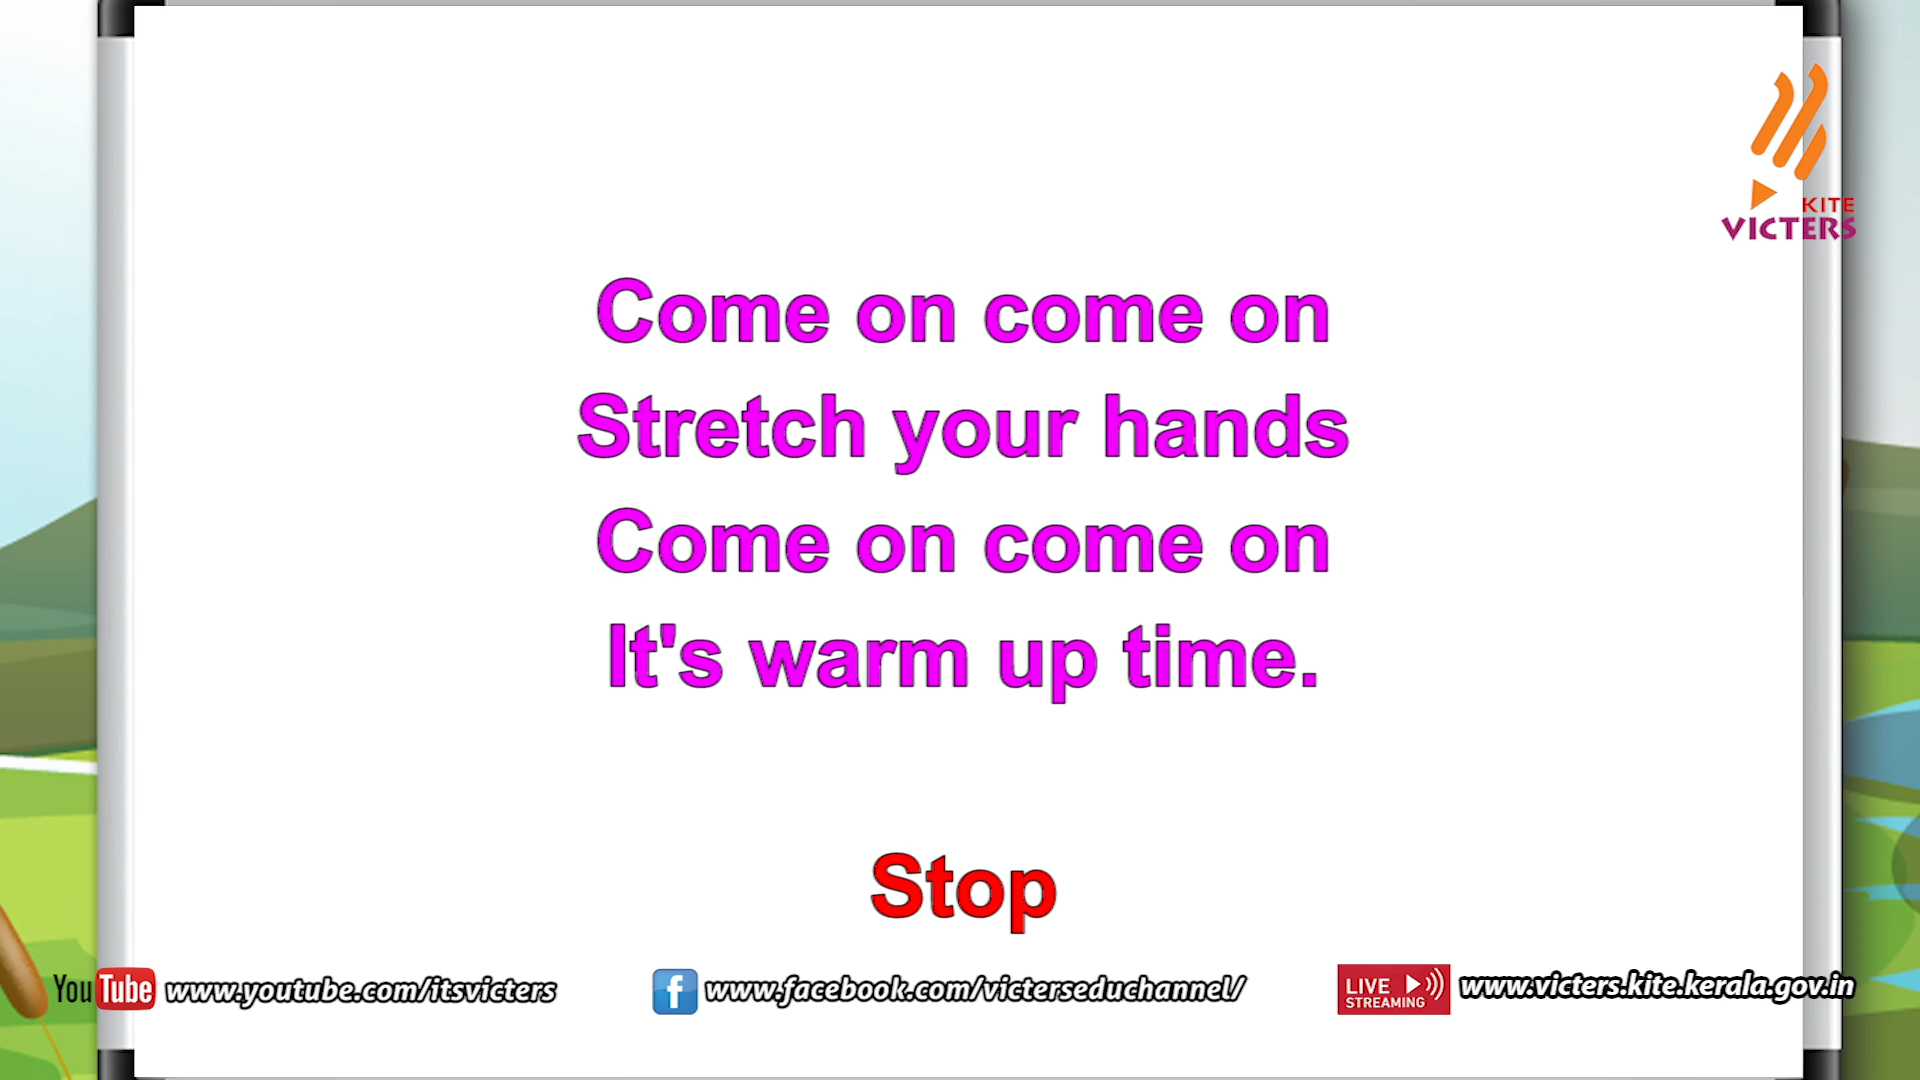 KITE
VICTERS
Come on come on
Stretch your hands
Come on come on
It's warm up time.
Stop
YouTube www.youtube.com/itsvicters
f www.facebook.com/victerseduchannel/
LIVE STREAMING www.victers.kite.kerala.gov.in